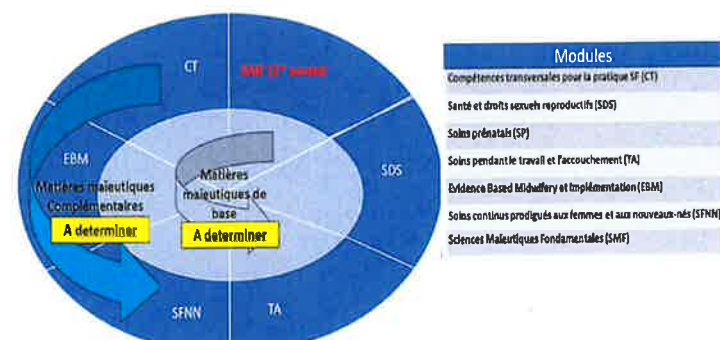 CT
SMF (1e année)
EBM
SDS
Matières maïeutiques
Complémentaires
A determiner
Matières
maïeutiques de
base
A determiner
SFNN
TA
Modules
Compétences transversales pour la pratique SF (CT)
Santé et droits sexuels reproductifs (SDS)
Soins prénatals (SP)
Soins pendant le travail et l'accouchement (TA)
Evidence Based Midwifery et implémentation (EBM)
Soins continus prodigués aux femmes et aux nouveaux-nés (SFNN)
Sciences Maïeutiques Fondamentales (SMF)